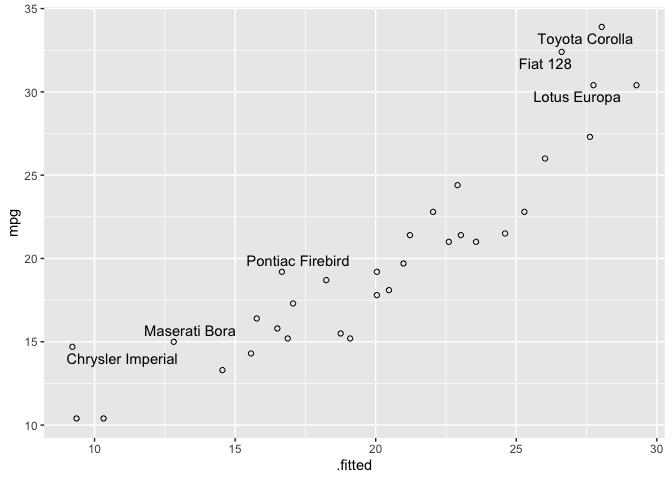 35
Toyota Corolla
Fiat 128
30
Lotus Europa
25
mpg
20
Pontiac Firebird
15
Maserati Bora
Chrysler Imperial
10
10 15 20 25 30
.fitted